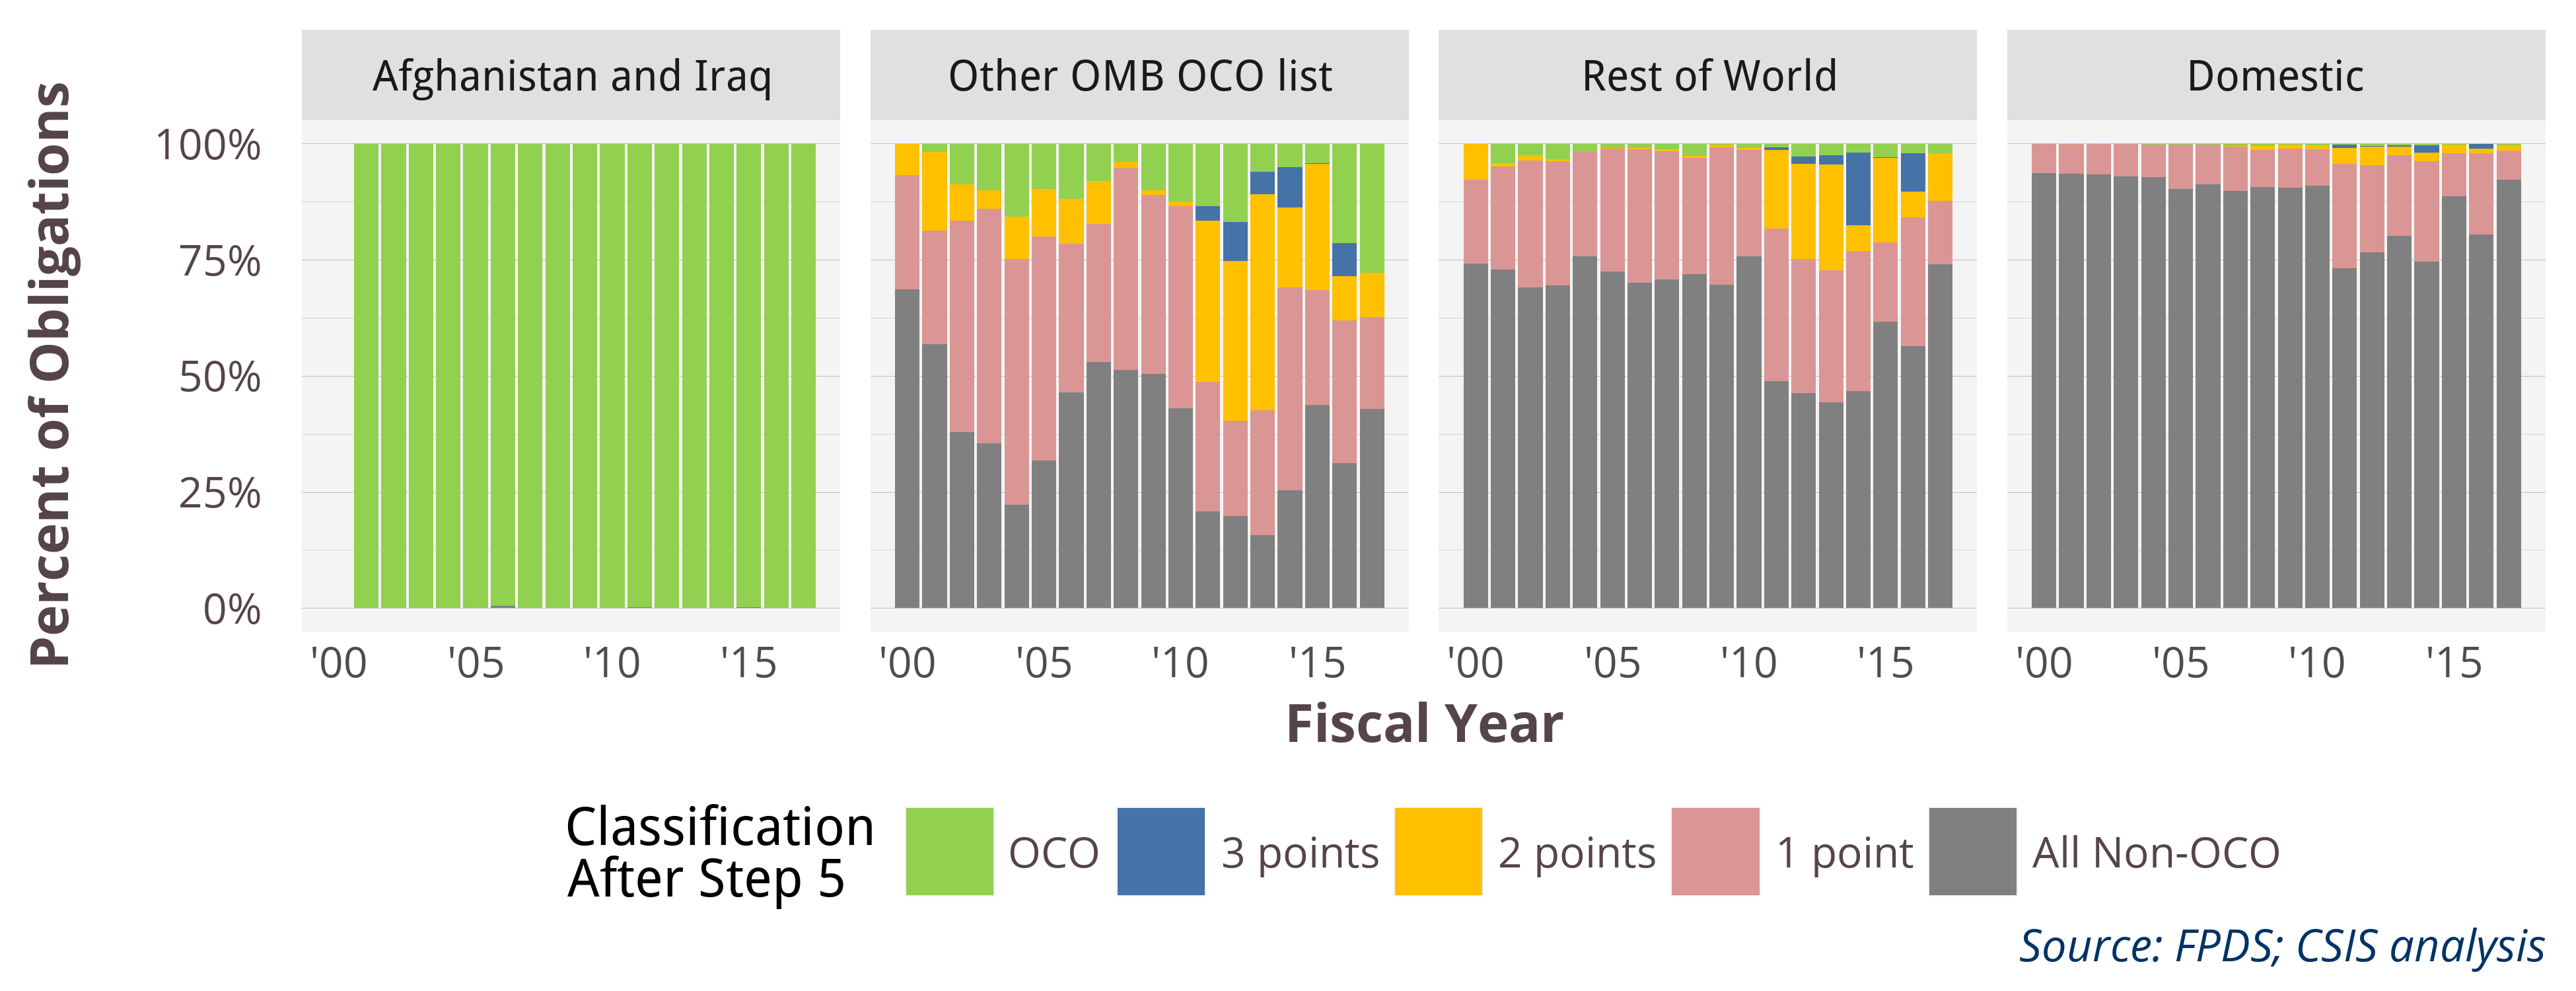 Afghanistan and Iraq
Other OMB OCO list
Rest of World
Domestic
Percent of Obligations
100%
75%
50%
25%
0%
'00 '05 '10 '15
'00 '05 '10 '15
'00 '05 '10 '15
'00 '05 '10 '15
Fiscal Year
Classification
After Step 5
OCO
3 points
2 points
1 point
All Non-OCO
Source: FPDS; CSIS analysis